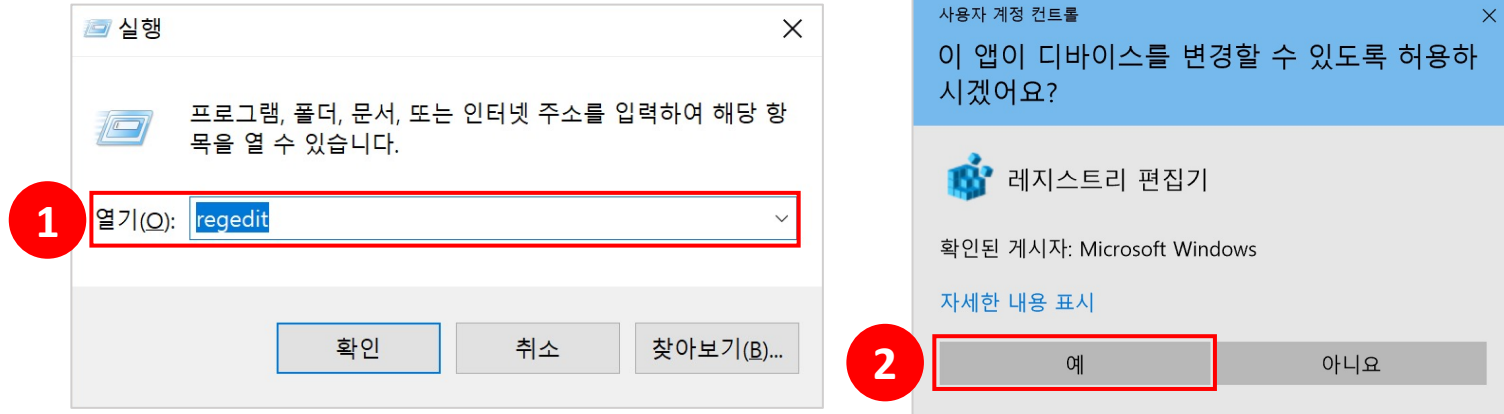 실행
프로그램, 폴더, 문서, 또는 인터넷 주소를 입력하여 해당 항
목을 열 수 있습니다.
1
열기(O): regedit
확인 취소 찾아보기(B)...
사용자 계정 컨트롤
이 앱이 디바이스를 변경할 수 있도록 허용하
시겠어요?
레지스트리 편집기
확인된 게시자: Microsoft Windows
자세한 내용 표시
2
예 아니요